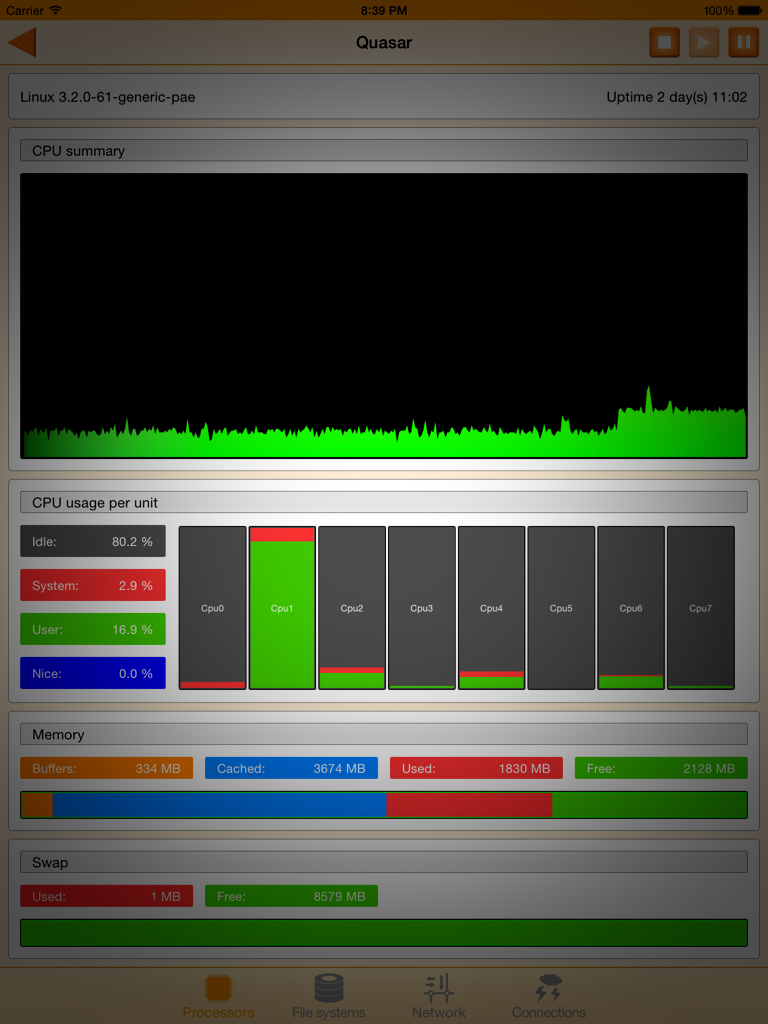 Carrier 8:39 PM 100%
Quasar
Linux 3.2.0-61-generic-pae Uptime 2 day(s) 11:02
CPU summary
CPU usage per unit
Idle: 80.2 %
System: 2.9 %
User: 16.9 %
Nice: 0.0 %
Cpu0 Cpu1 Cpu2 Cpu3 Cpu4 Cpu5 Cpu6 Cpu7
Memory
Buffers: 334 MB Cached: 3674 MB Used: 1830 MB Free: 2128 MB
Swap
Used: 1 MB Free: 8579 MB
Processors File systems Network Connections